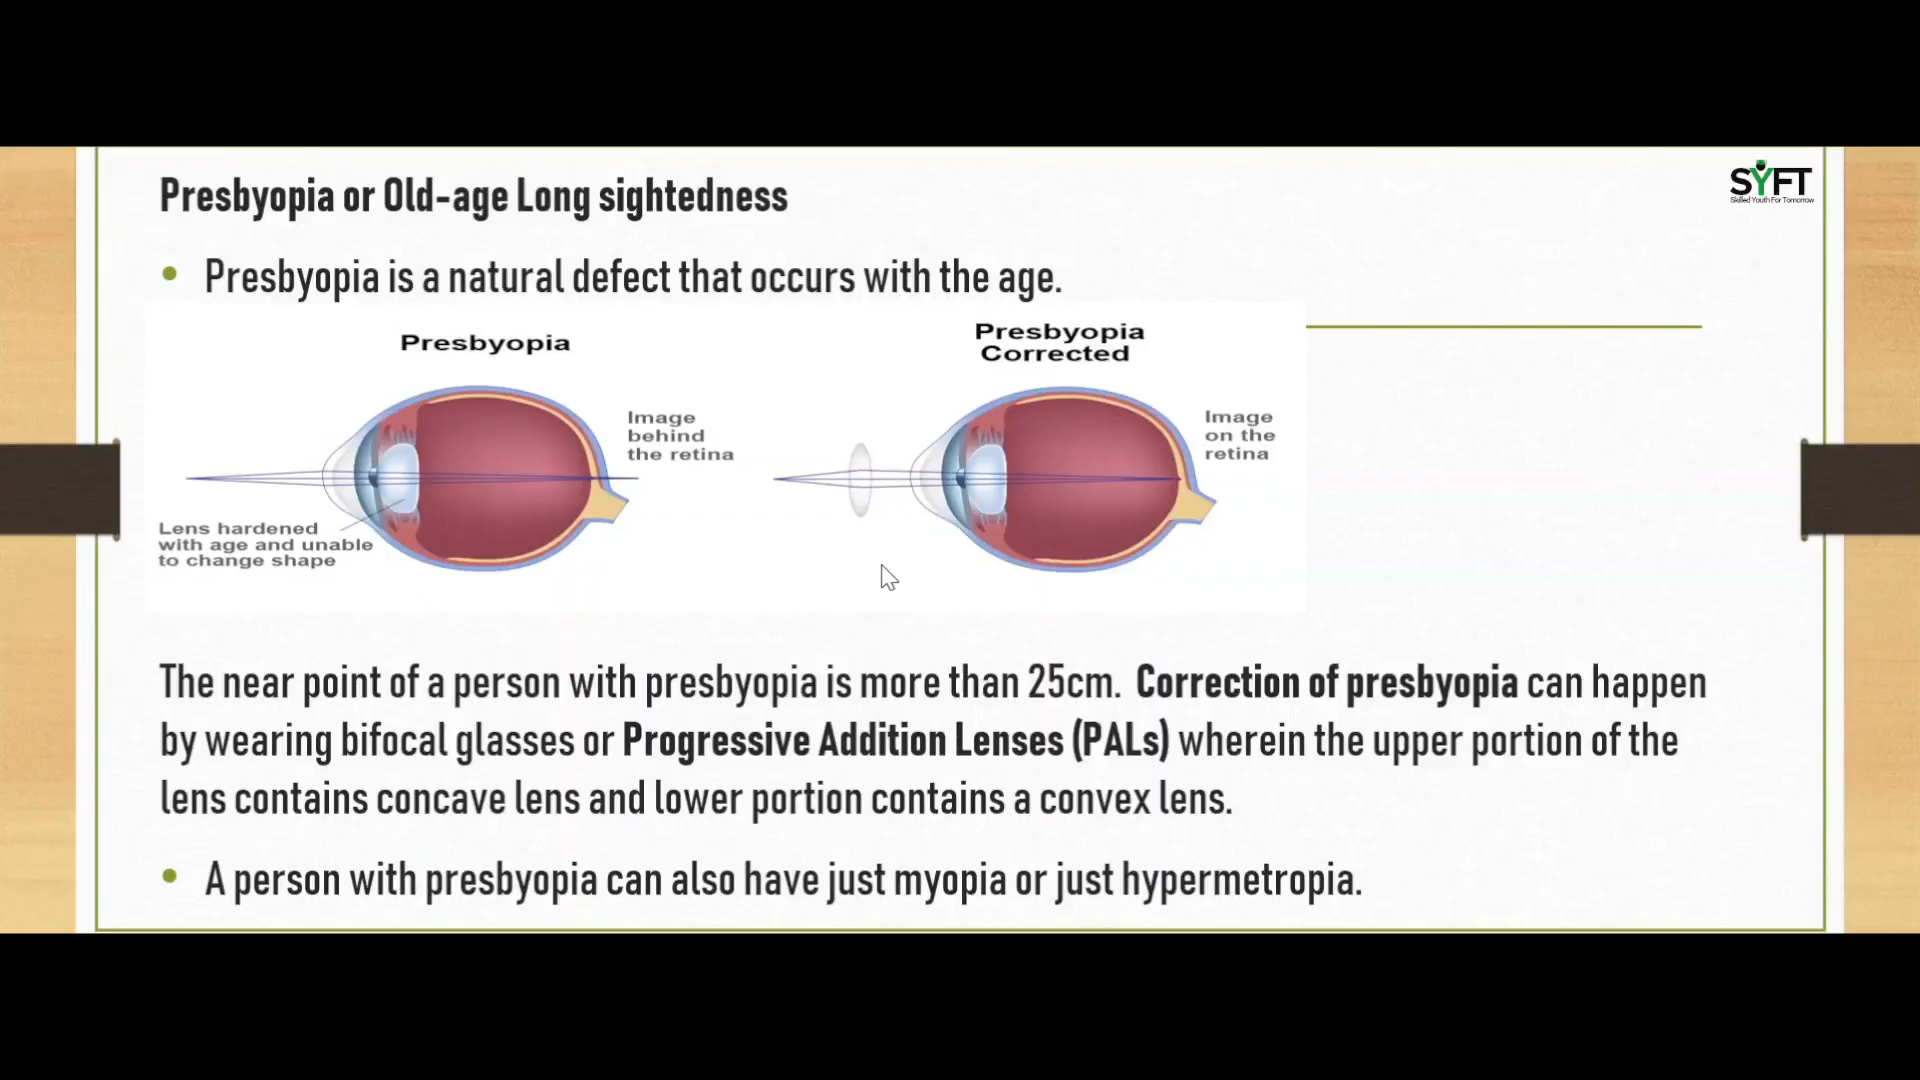 Presbyopia or Old-age Long sightedness
SYFT
Skilled Youth For Tomorrow
• Presbyopia is a natural defect that occurs with the age.
Presbyopia
Image
behind
the retina
Lens hardened
with age and unable
to change shape
Presbyopia
Corrected
Image
on the
retina
The near point of a person with presbyopia is more than 25cm. Correction of presbyopia can happen
by wearing bifocal glasses or Progressive Addition Lenses (PALs) wherein the upper portion of the
lens contains concave lens and lower portion contains a convex lens.
• A person with presbyopia can also have just myopia or just hypermetropia.